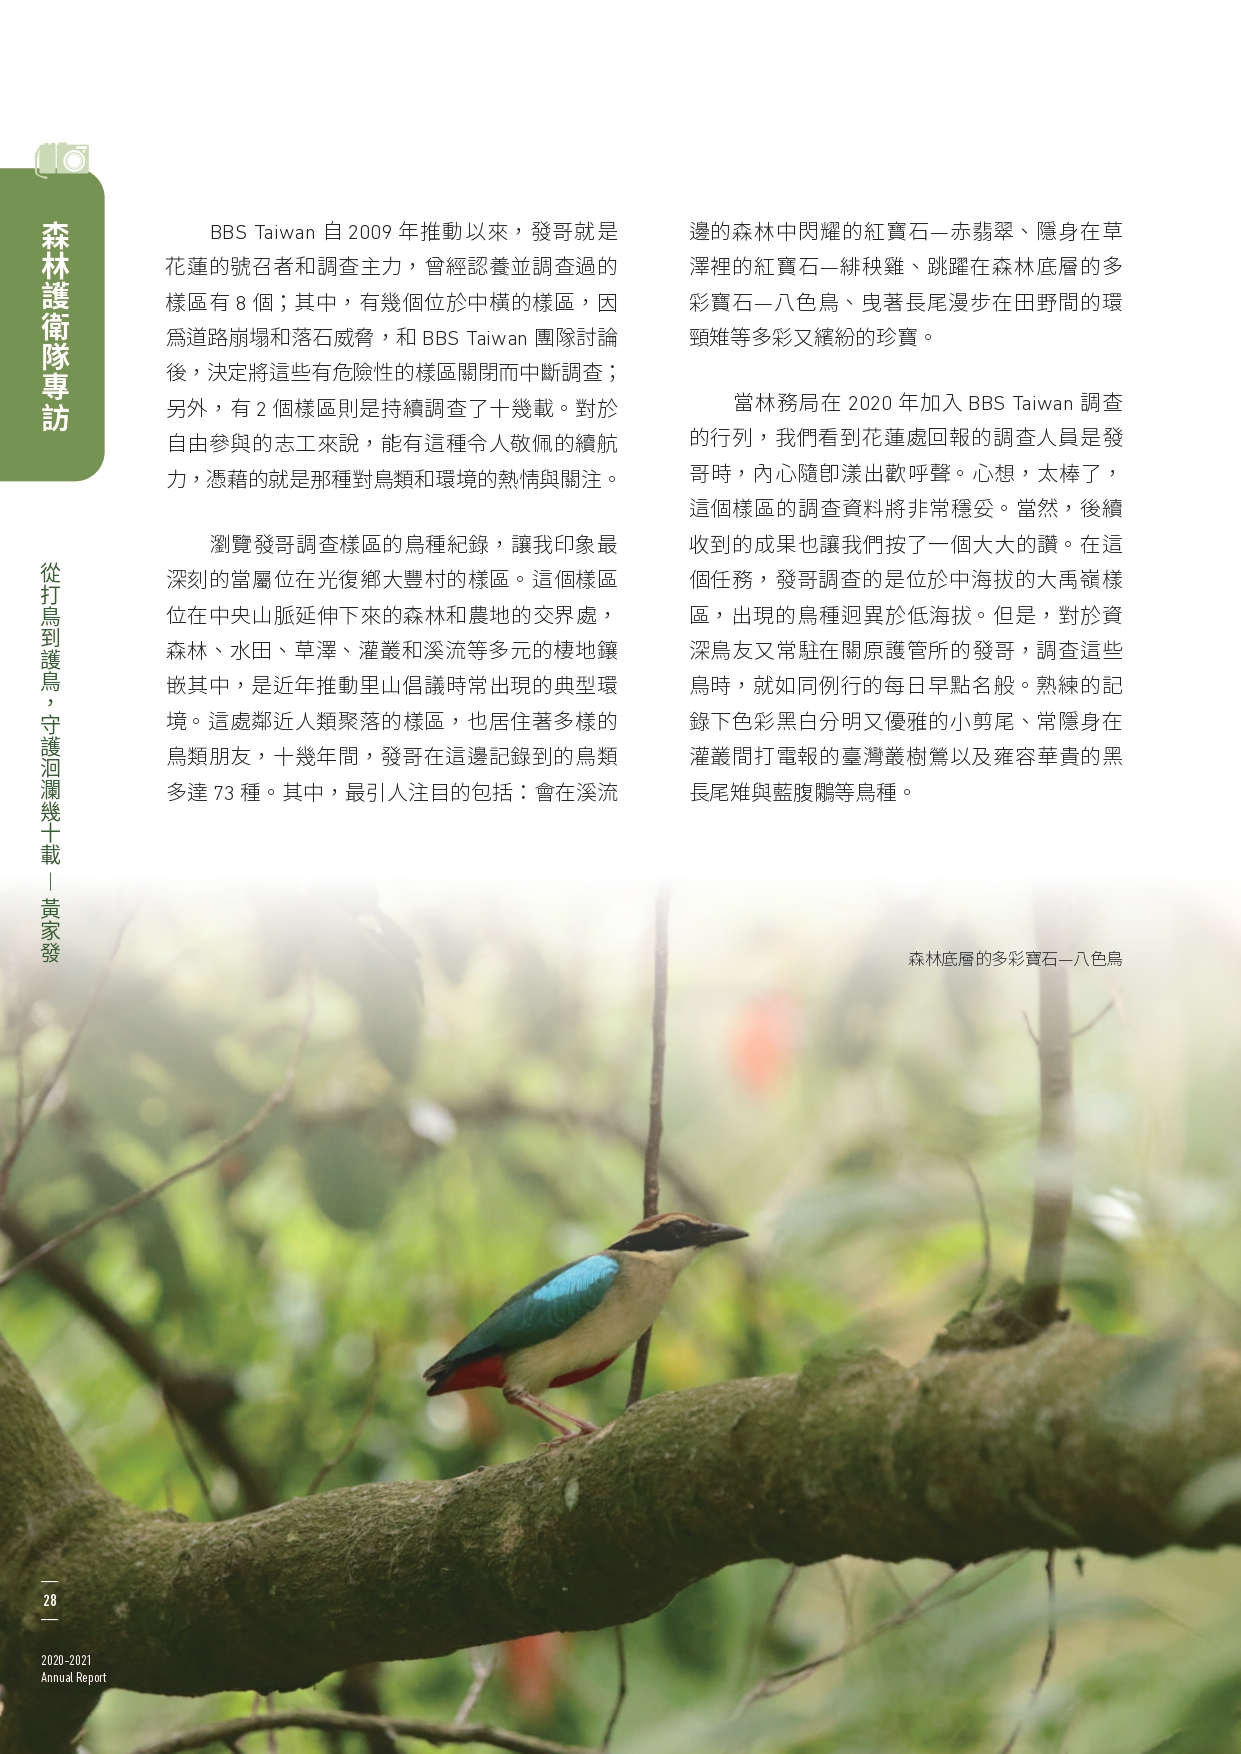 森林護衛隊專訪
從打鳥到護鳥，守護洄瀾幾十載—黃家發
BBS Taiwan 自 2009 年推動以來，發哥就是
花蓮的號召者和調查主力，曾經認養並調查過的
樣區有 8 個；其中，有幾個位於中橫的樣區，因
為道路崩塌和落石威脅，和 BBS Taiwan 團隊討論
後，決定將這些有危險性的樣區關閉而中斷調查；
另外，有 2 個樣區則是持續調查了十幾載。對於
自由參與的志工來說，能有這種令人敬佩的續航
力，憑藉的就是那種對鳥類和環境的熱情與關注。
瀏覽發哥調查樣區的鳥種紀錄，讓我印象最
深刻的當屬位在光復鄉大豐村的樣區。這個樣區
位在中央山脈延伸下來的森林和農地的交界處，
森林、水田、草澤、灌叢和溪流等多元的棲地鑲
嵌其中，是近年推動里山倡議時常出現的典型環
境。這處鄰近人類聚落的樣區，也居住著多樣的
鳥類朋友，十幾年間，發哥在這邊記錄到的鳥類
多達 73 種。其中，最引人注目的包括：會在溪流
邊的森林中閃耀的紅寶石—赤翡翠、隱身在草
澤裡的紅寶石—緋秧雞、跳躍在森林底層的多
彩寶石—八色鳥、曳著長尾漫步在田野間的環
頸雉等多彩又繽紛的珍寶。
當林務局在 2020 年加入 BBS Taiwan 調查
的行列，我們看到花蓮處回報的調查人員是發
哥時，內心隨即漾出歡呼聲。心想，太棒了，
這個樣區的調查資料將非常穩妥。當然，後續
收到的成果也讓我們按了一個大大的讚。在這
個任務，發哥調查的是位於中海拔的大禹嶺樣
區，出現的鳥種迥異於低海拔。但是，對於資
深鳥友又常駐在關原護管所的發哥，調查這些
鳥時，就如同例行的每日早點名般。熟練的記
錄下色彩黑白分明又優雅的小剪尾、常隱身在
灌叢間打電報的臺灣叢樹鶯以及雍容華貴的黑
長尾雉與藍腹鷴等鳥種。
森林底層的多彩寶石—八色鳥
28
2020-2021
Annual Report